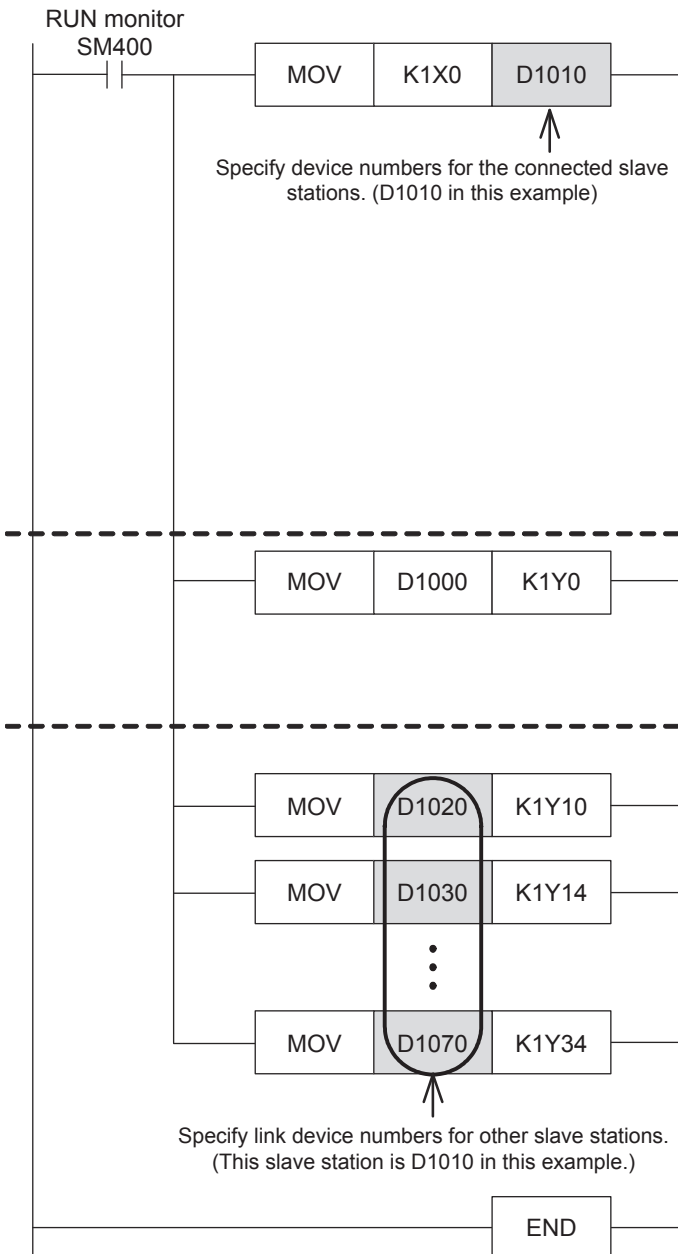 RUN monitor
SM400
MOV K1X0 D1010
Specify device numbers for the connected slave
stations. (D1010 in this example)
MOV D1000 K1Y0
MOV D1020 K1Y10
MOV D1030 K1Y14
MOV D1070 K1Y34
Specify link device numbers for other slave stations.
(This slave station is D1010 in this example.)
END